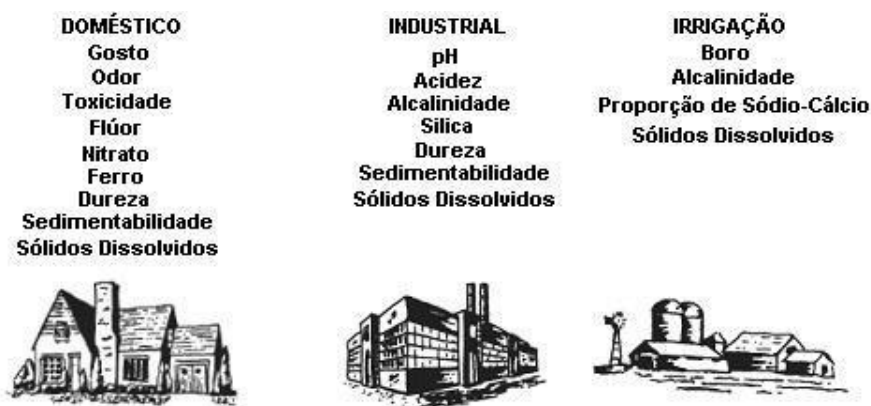 DOMÉSTICO
Gosto
Odor
Toxicidade
Flúor
Nitrato
Ferro
Dureza
Sedimentabilidade
Sólidos Dissolvidos
INDUSTRIAL
pH
Acidez
Alcalinidade
Silica
Dureza
Sedimentabilidade
Sólidos Dissolvidos
IRRIGAÇÃO
Boro
Alcalinidade
Proporção de Sódio-Cálcio
Sólidos Dissolvidos